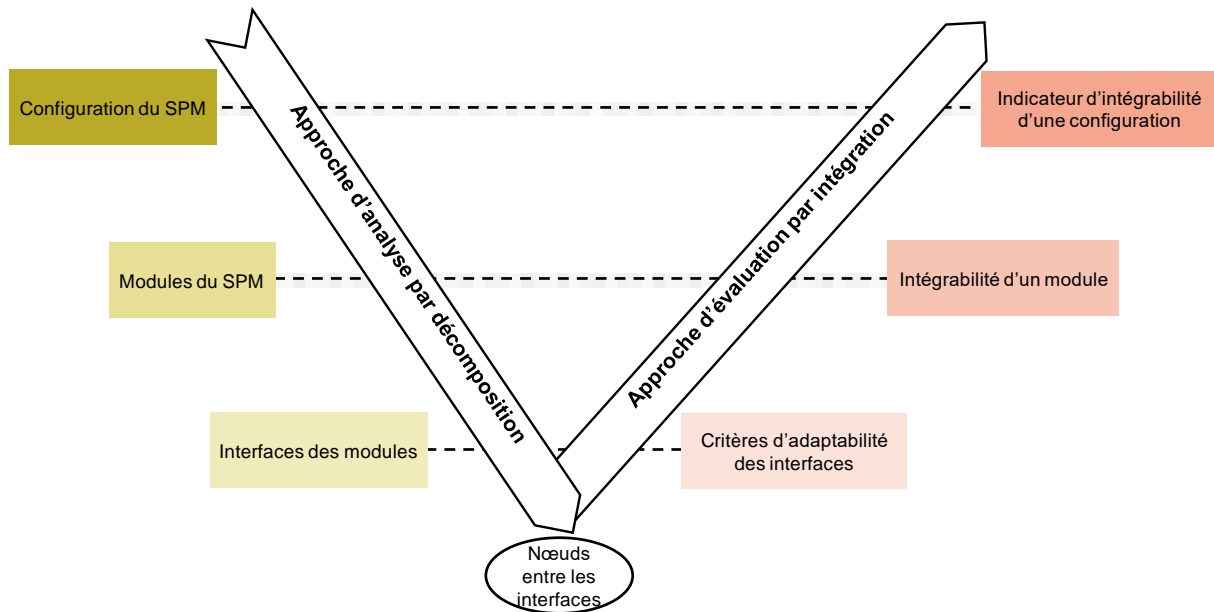 Configuration du SPM
Approche d'analyse par décomposition
Approche d'évaluation par intégration
Indicateur d'intégrabilité
d'une configuration
Modules du SPM
Intégrabilité d'un module
Interfaces des modules
Critères d'adaptabilité
des interfaces
Nœuds
entre les
interfaces